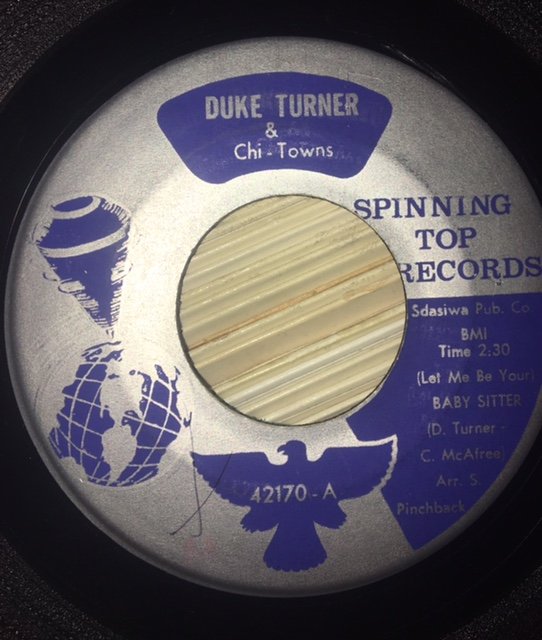 DUKE TURNER
&
Chi - Towns
SPINNING
TOP
RECORDS
Sdasiwa Pub. Co.
BMI
Time 2:30
(Let Me Be Your)
BABY SITTER
(D. Turner -
C. McAfree)
Arr. S.
Pinchback
42170 - A